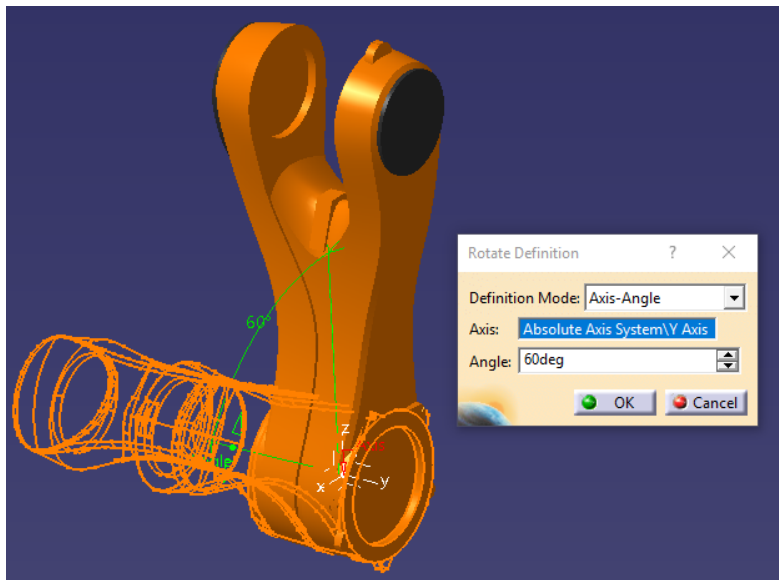 Rotate Definition ?
Definition Mode: Axis-Angle
Axis: Absolute Axis System\Y Axis
Angle: 60deg
OK Cancel
60°
z
x
y